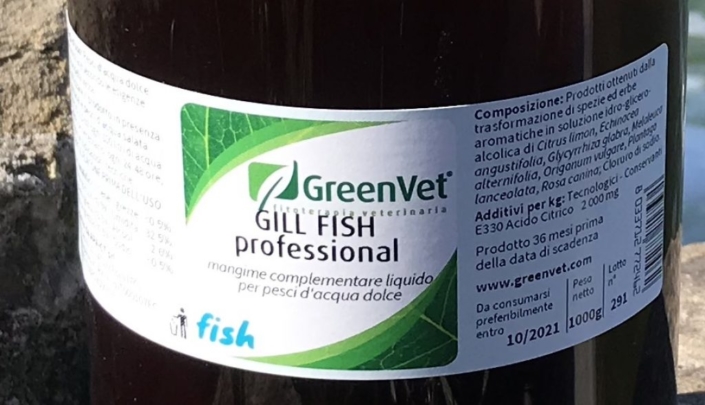 GreenVet®
fitoterapia veterinaria
GILL FISH
professional
mangime complementare liquido
per pesci d'acqua dolce
fish
Composizione: Prodotti ottenuti dalla
trasformazione di spezie ed erbe
aromatiche in soluzione idro-glicero-
alcolica di Citrus limon, Echinacea
angustifolia, Glycyrrhiza glabra, Melaleuca
alternifolia, Origanum vulgare, Plantago
lanceolata, Rosa canina, Cloruro di sodio.
Additivi per kg: Tecnologici - Conservanti
E330 Acido Citrico 2 000 mg
Prodotto 36 mesi prima
della data di scadenza
www.greenvet.com
Da consumarsi
preferibilmente
entro 10/2021
Peso
netto
1000g
Lotto
n°
291